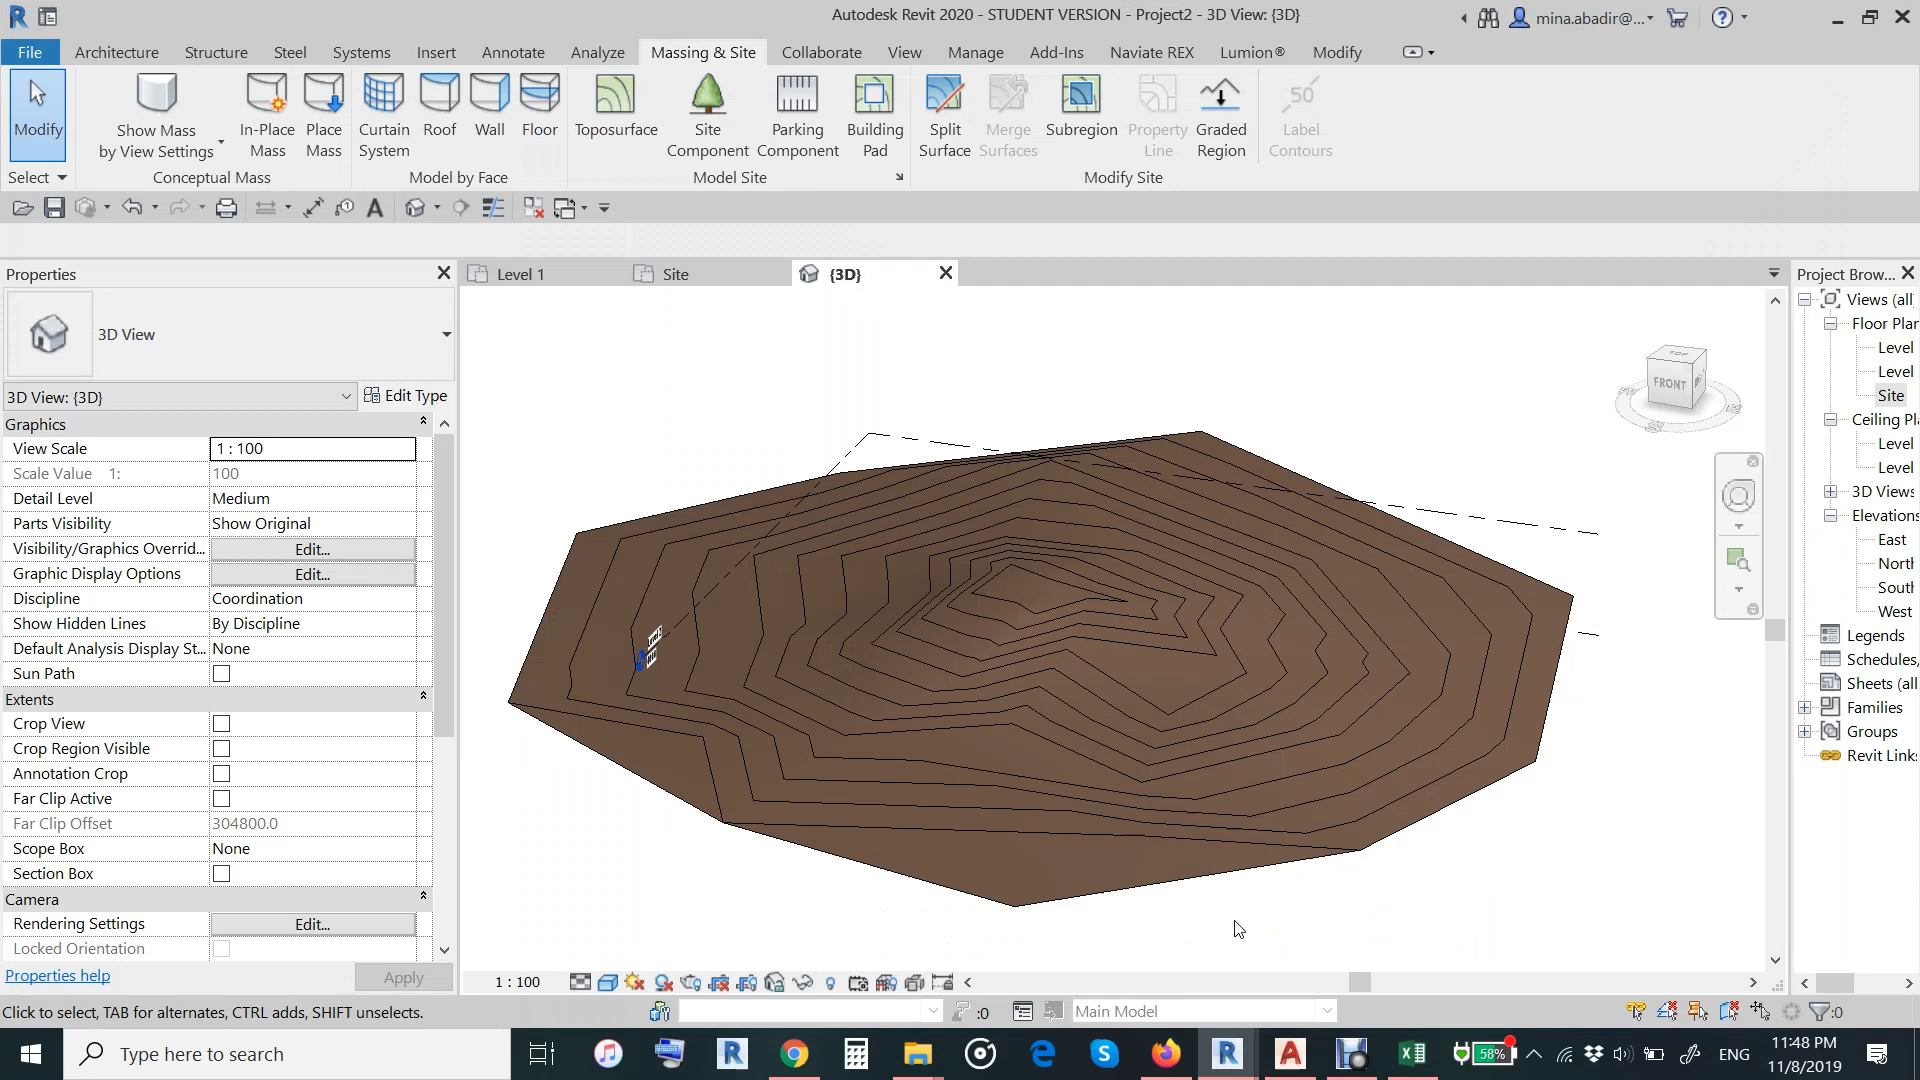 Autodesk Revit 2020 - STUDENT VERSION - Project2 - 3D View: {3D}
mina.abadir@...
File Architecture Structure Steel Systems Insert Annotate Analyze Massing & Site Collaborate View Manage Add-Ins Naviate REX Lumion® Modify
Modify
Show Mass by View Settings
In-Place Mass
Place Mass
Curtain System
Roof
Wall
Floor
Toposurface
Site Component
Parking Component
Building Pad
Split Surface
Merge Surfaces
Subregion
Property Line
Graded Region
50
Label Contours
Select
Conceptual Mass
Model by Face
Model Site
Modify Site
Properties
Level 1
Site
{3D}
Project Brow...
3D View
3D View: {3D}
Edit Type
Graphics
View Scale 1 : 100
Scale Value 1: 100
Detail Level Medium
Parts Visibility Show Original
Visibility/Graphics Overrid... Edit...
Graphic Display Options Edit...
Discipline Coordination
Show Hidden Lines By Discipline
Default Analysis Display St... None
Sun Path
Extents
Crop View
Crop Region Visible
Annotation Crop
Far Clip Active
Far Clip Offset 304800.0
Scope Box None
Section Box
Camera
Rendering Settings Edit...
Locked Orientation
Properties help
Apply
TOP
FRONT
Views (all
Floor Plan
Level
Level
Site
Ceiling Pl
Level
Level
3D Views
Elevations
East
North
South
West
Legends
Schedules,
Sheets (all
Families
Groups
Revit Links
1 : 100
Click to select, TAB for alternates, CTRL adds, SHIFT unselects.
:0
Main Model
:0
Type here to search
58%
ENG
11:48 PM
11/8/2019